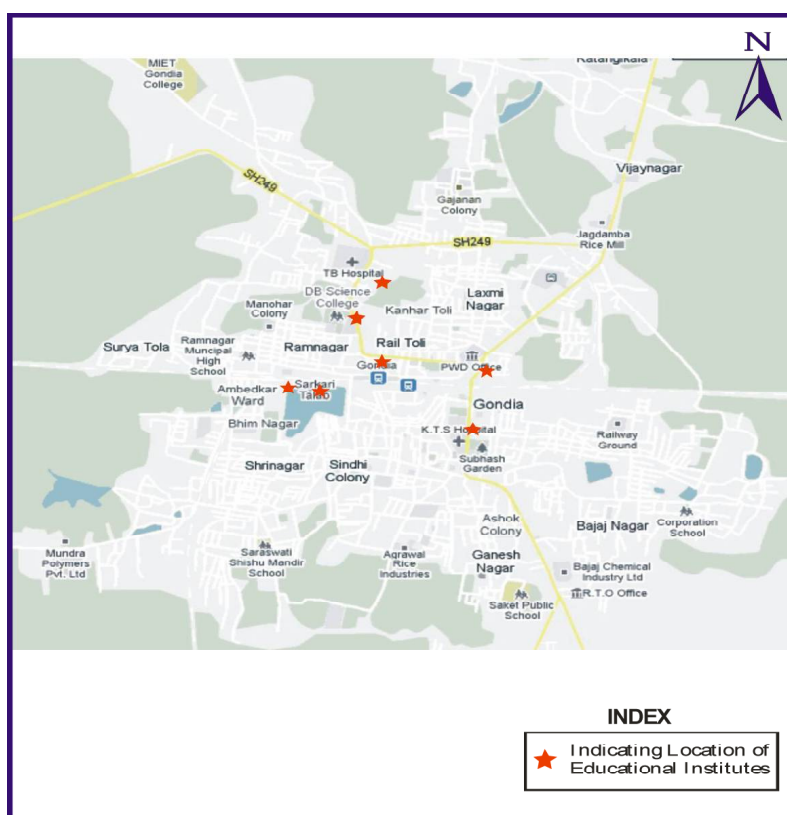 N
Ratangikala
MIET
Gondia
College
Vijaynagar
SH249
Gajanan
Colony
SH249
Jagdamba
Rice Mill
TB Hospital
DB Science
College
Laxmi
Nagar
Manohar
Colony
Kanhar Toli
Surya Tola
Ramnagar
Muncipal
High
School
Ramnagar
Rail Toli
Gondia
PWD Office
Ambedkar
Ward
Sarkari
Talao
Gondia
Bhim Nagar
K.T.S Hospital
Railway
Ground
Shrinagar
Sindhi
Colony
Subhash
Garden
Ashok
Colony
Bajaj Nagar
Corporation
School
Mundra
Polymers
Pvt. Ltd
Saraswati
Shishu Mandir
School
Agrawal
Rice
Industries
Ganesh
Nagar
Bajaj Chemical
Industry Ltd
R.T.O Office
Saket Public
School
INDEX
Indicating Location of
Educational Institutes